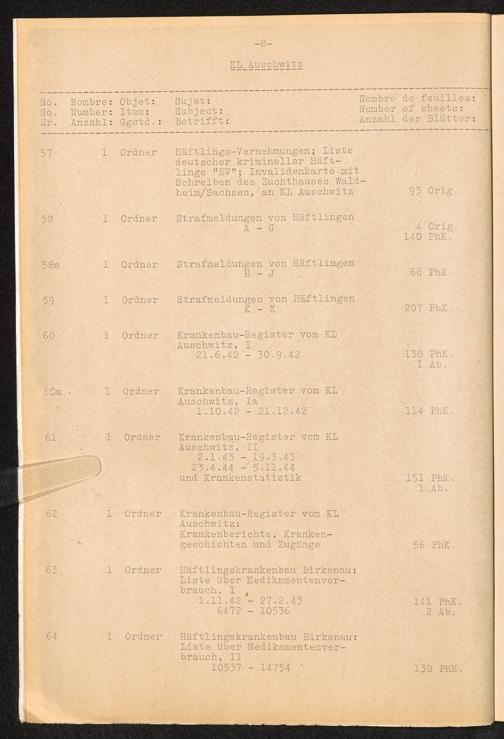 -8-
KL Auschwitz
No. Nombre: Objet: Sujet: Nombre de feuilles:
No. Number: Item: Subject: Number of sheets:
Nr. Anzahl: Ggstd.: Betrifft: Anzahl der Blätter:
57 1 Ordner Häftlings-Vernehmungen; Liste
deutscher krimineller Häft-
linge "BV"; Invalidenkarte mit
Schreiben des Zuchthauses Wald-
heim/Sachsen, an KL Auschwitz 93 Orig.
58 1 Ordner Strafmeldungen von Häftlingen
A - G 4 Orig.
140 PhK.
58a 1 Ordner Strafmeldungen von Häftlingen
H - J 66 PhK.
59 1 Ordner Strafmeldungen von Häftlingen
K - Z 207 PhK.
60 1 Ordner Krankenbau-Register vom KL
Auschwitz, I
21.6.42 - 30.9.42 138 PhK.
1 Ab.
60a 1 Ordner Krankenbau-Register vom KL
Auschwitz, Ia
1.10.42 - 21.12.42 114 PhK.
61 1 Ordner Krankenbau-Register vom KL
Auschwitz, II
2.1.43 - 19.3.43
23.4.44 - 5.11.44
und Krankenstatistik 151 PhK.
1 Ab.
62 1 Ordner Krankenbau-Register vom KL
Auschwitz:
Krankenberichte, Kranken-
geschichten und Zugänge 56 PhK.
63 1 Ordner Häftlingskrankenbau Birkenau:
Liste über Medikamentenver-
brauch, I
1.11.42 - 27.2.43 141 PhK.
6472 - 10536 2 Ab.
64 1 Ordner Häftlingskrankenbau Birkenau:
Liste über Medikamentenver-
brauch, II
10537 - 14754 138 PhK.